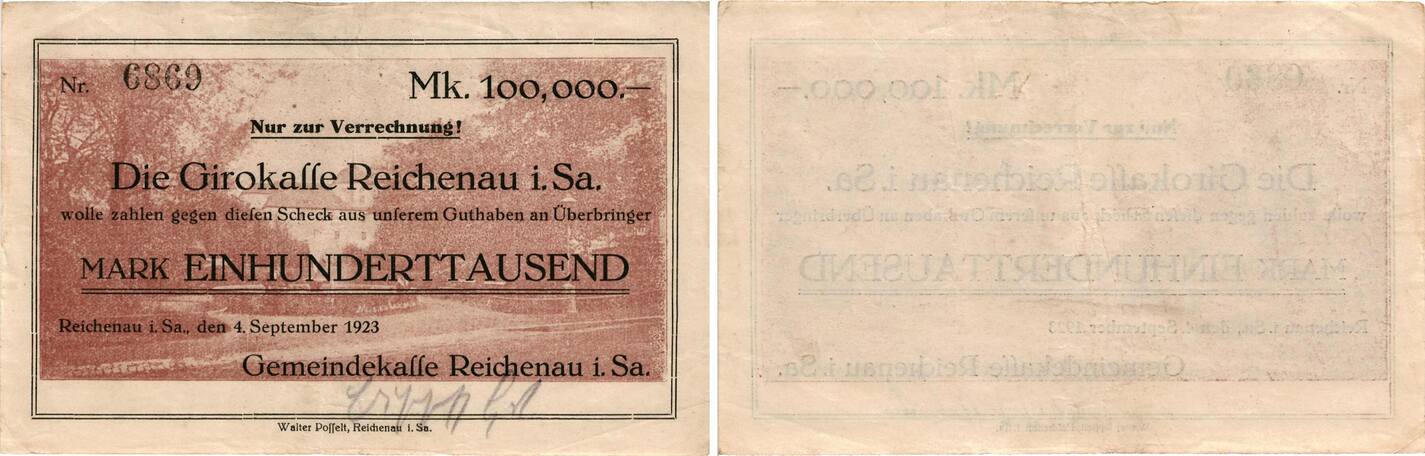 Nr. 6869 Mk. 100,000.—
Nur zur Verrechnung!
Die Girokaſſe Reichenau i. Sa.
wolle zahlen gegen dieſen Scheck aus unſerem Guthaben an Überbringer
MARK EINHUNDERTTAUSEND
Reichenau i. Sa., den 4. September 1923
Gemeindekaſſe Reichenau i. Sa.
Walter Poſſelt, Reichenau i. Sa.